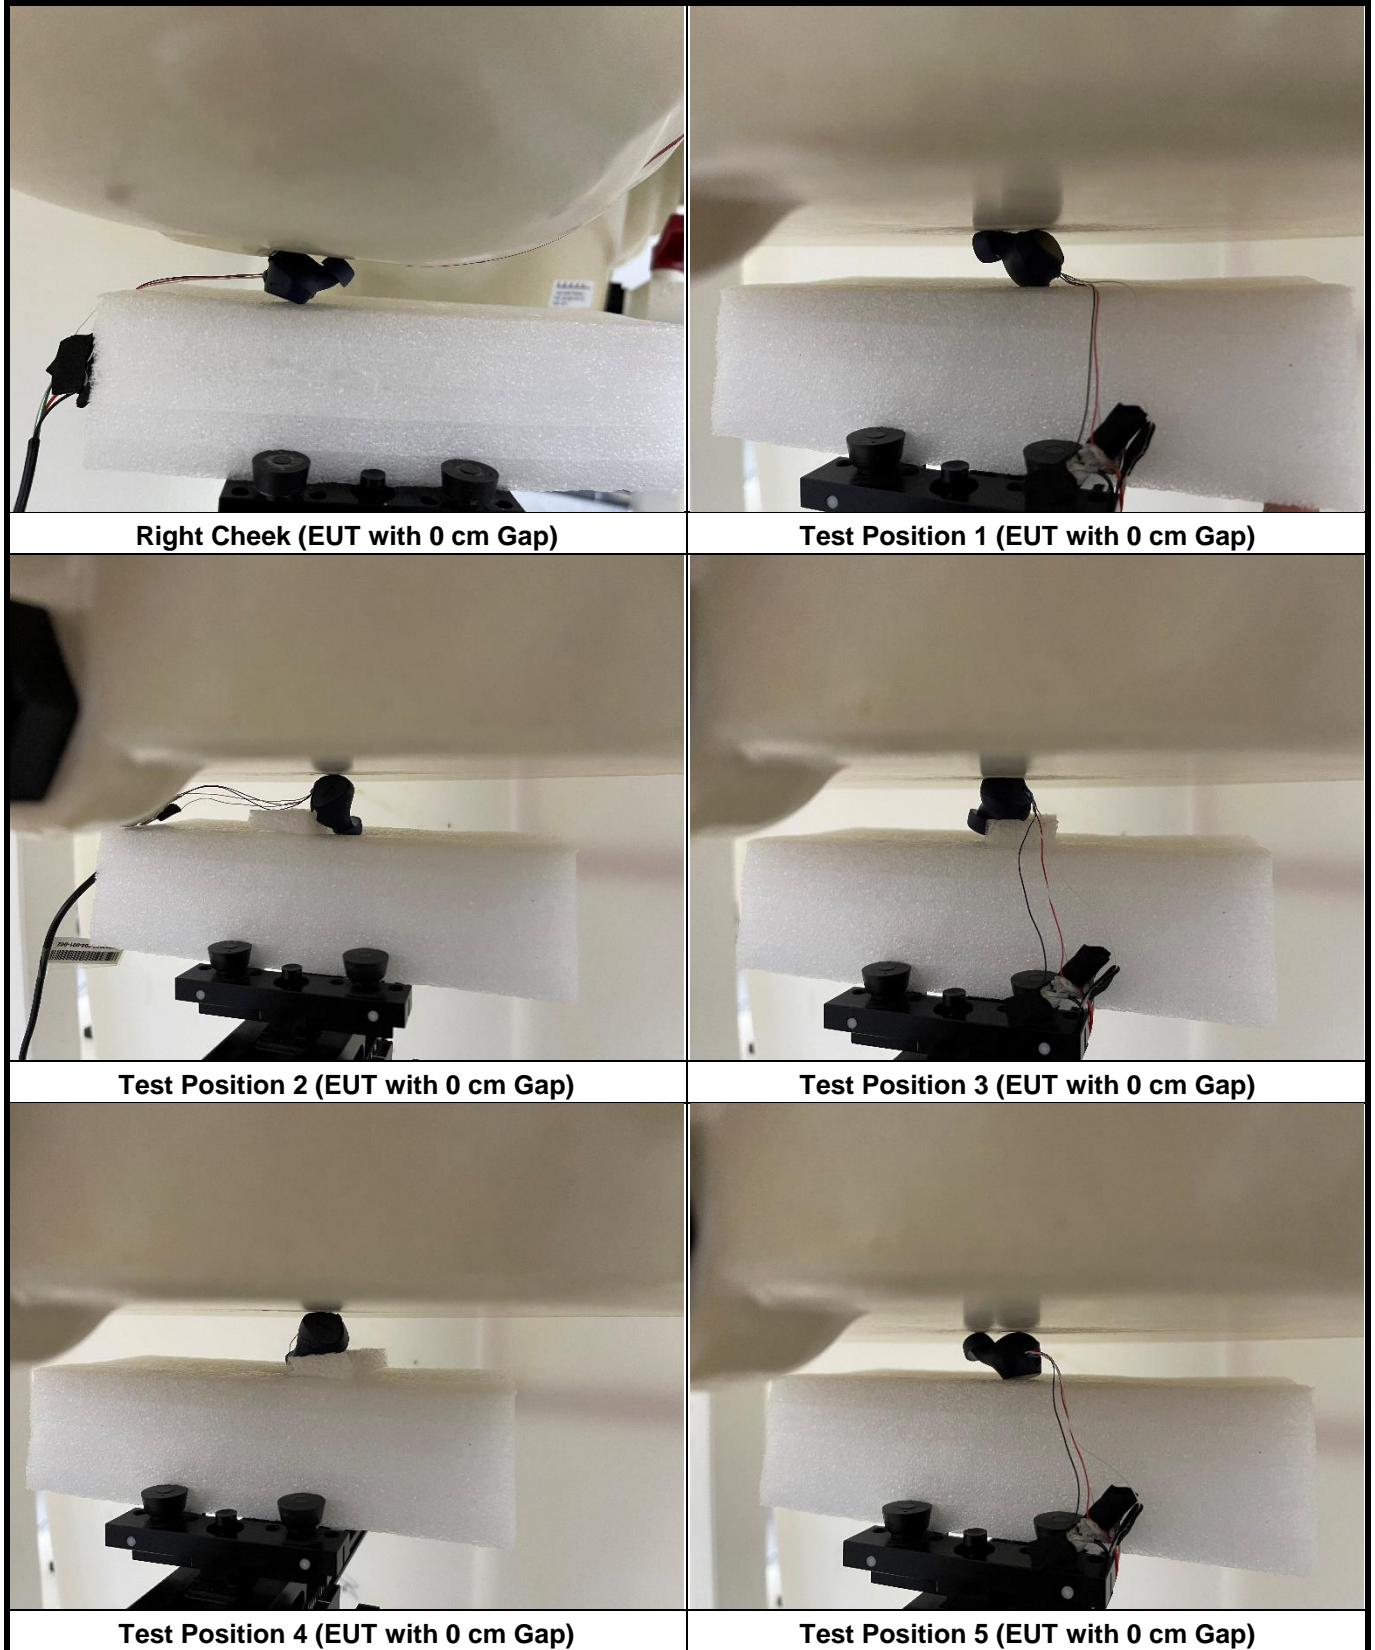 Right Cheek (EUT with 0 cm Gap)
Test Position 1 (EUT with 0 cm Gap)
Test Position 2 (EUT with 0 cm Gap)
Test Position 3 (EUT with 0 cm Gap)
Test Position 4 (EUT with 0 cm Gap)
Test Position 5 (EUT with 0 cm Gap)